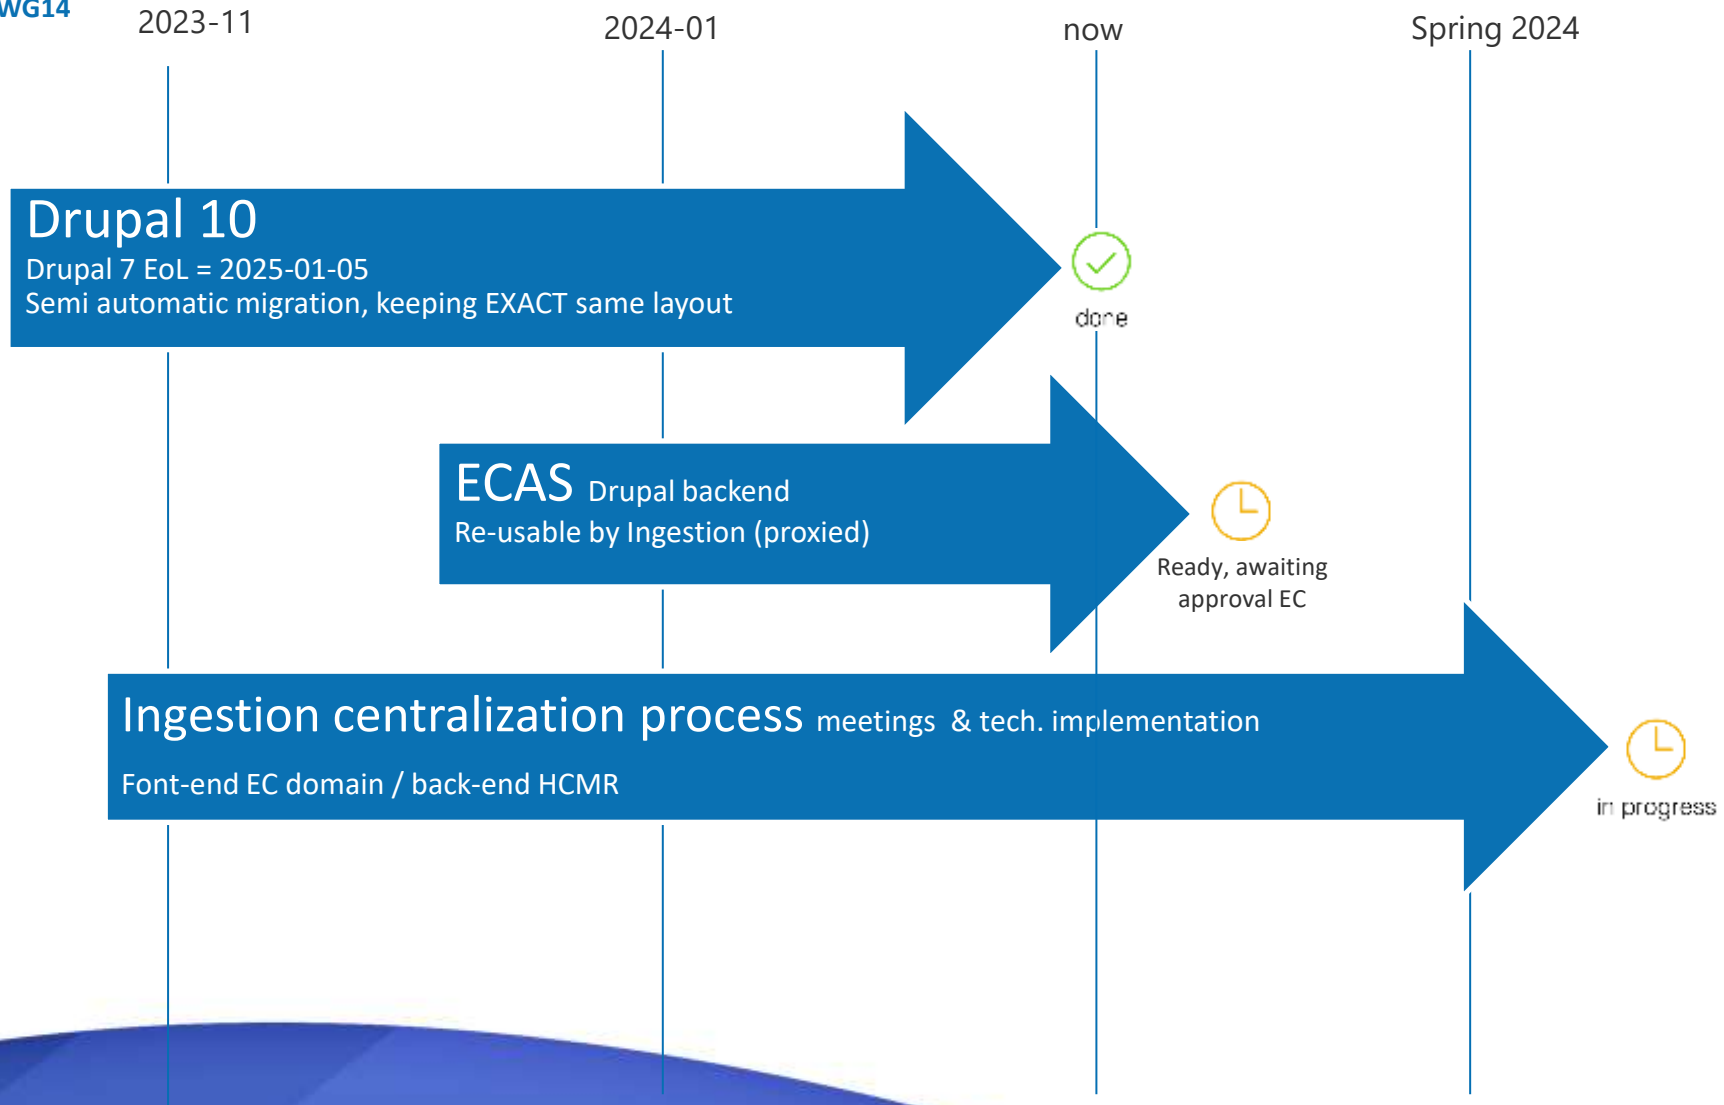 WG14
2023-11
2024-01
now
Spring 2024
Drupal 10
Drupal 7 EoL = 2025-01-05
Semi automatic migration, keeping EXACT same layout
done
ECAS Drupal backend
Re-usable by Ingestion (proxied)
Ready, awaiting
approval EC
Ingestion centralization process meetings & tech. implementation
Font-end EC domain / back-end HCMR
in progress